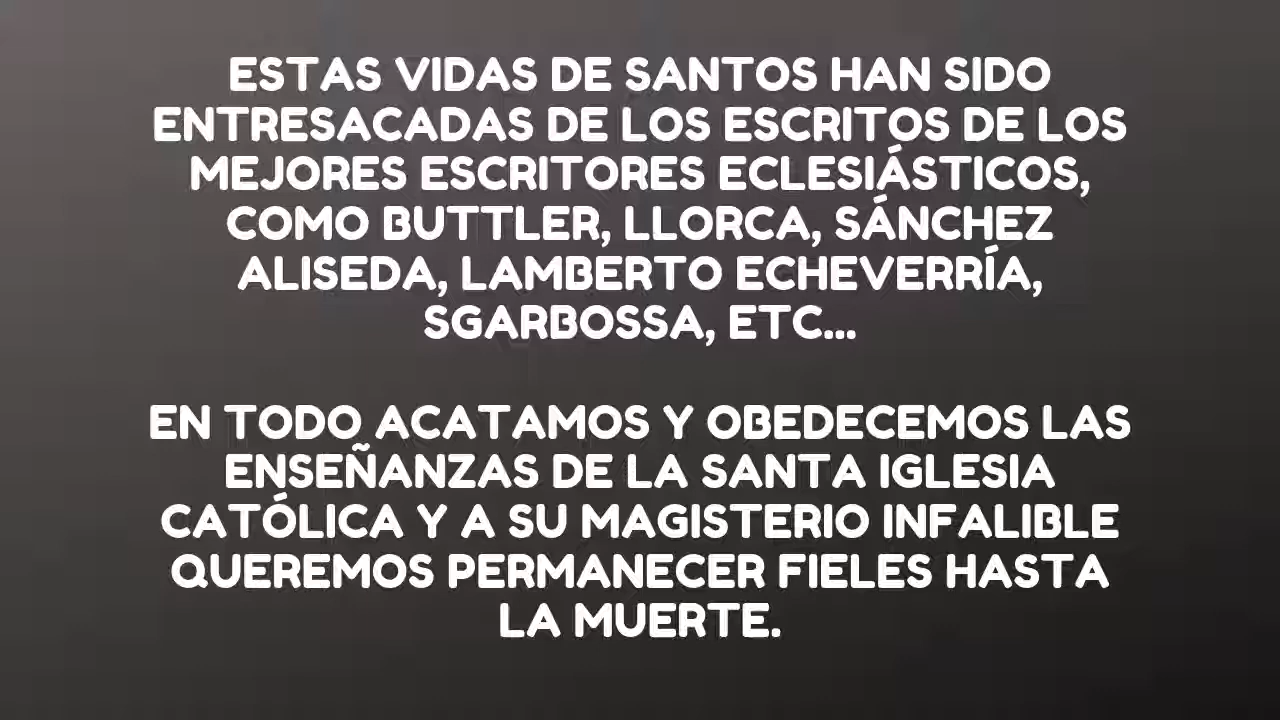 ESTAS VIDAS DE SANTOS HAN SIDO
ENTRESACADAS DE LOS ESCRITOS DE LOS
MEJORES ESCRITORES ECLESIÁSTICOS,
COMO BUTTLER, LLORCA, SÁNCHEZ
ALISEDA, LAMBERTO ECHEVERRÍA,
SGARBOSSA, ETC...
EN TODO ACATAMOS Y OBEDECEMOS LAS
ENSEÑANZAS DE LA SANTA IGLESIA
CATÓLICA Y A SU MAGISTERIO INFALIBLE
QUEREMOS PERMANECER FIELES HASTA
LA MUERTE.